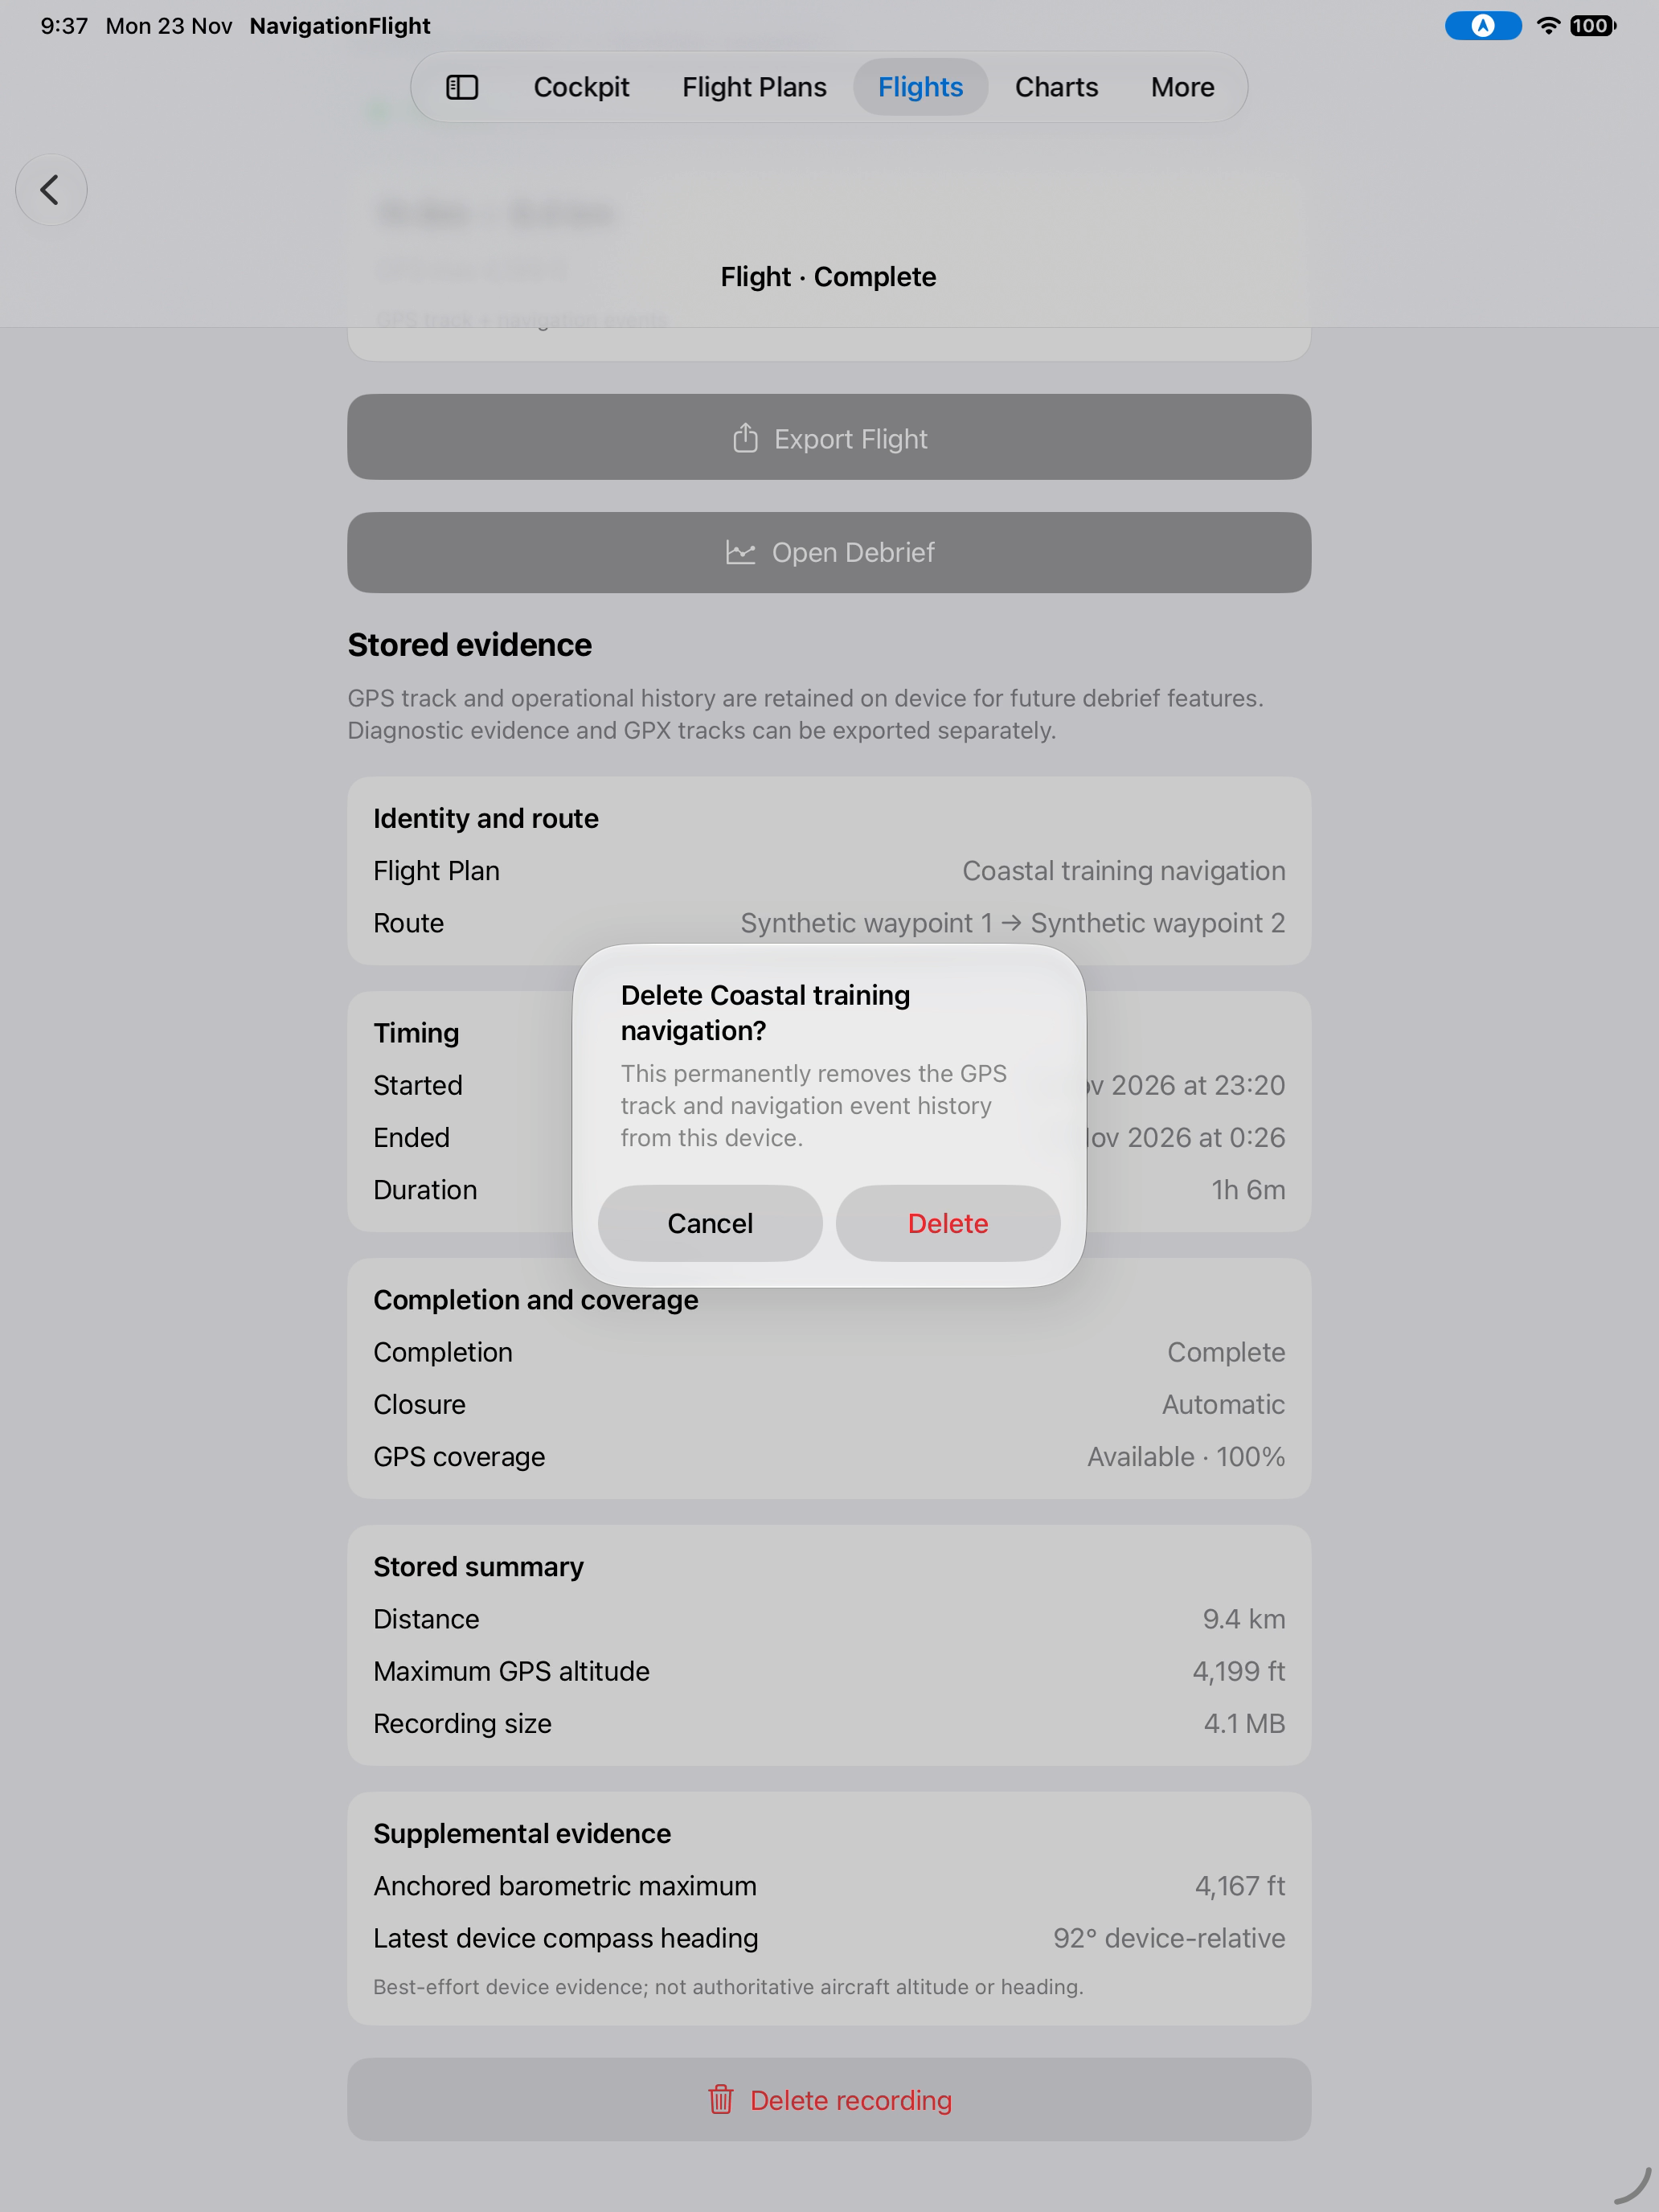 9:37 Mon 23 Nov NavigationFlight
100
Cockpit Flight Plans Flights Charts More
Flight · Complete
GPS track + navigation events
Export Flight
Open Debrief
Stored evidence
GPS track and operational history are retained on device for future debrief features.
Diagnostic evidence and GPX tracks can be exported separately.
Identity and route
Flight Plan Coastal training navigation
Route Synthetic waypoint 1 → Synthetic waypoint 2
Delete Coastal training
navigation?
This permanently removes the GPS
track and navigation event history
from this device.
Cancel Delete
Timing
Started 2026 at 23:20
Ended 2026 at 0:26
Duration 1h 6m
Completion and coverage
Completion Complete
Closure Automatic
GPS coverage Available · 100%
Stored summary
Distance 9.4 km
Maximum GPS altitude 4,199 ft
Recording size 4.1 MB
Supplemental evidence
Anchored barometric maximum 4,167 ft
Latest device compass heading 92° device-relative
Best-effort device evidence; not authoritative aircraft altitude or heading.
Delete recording